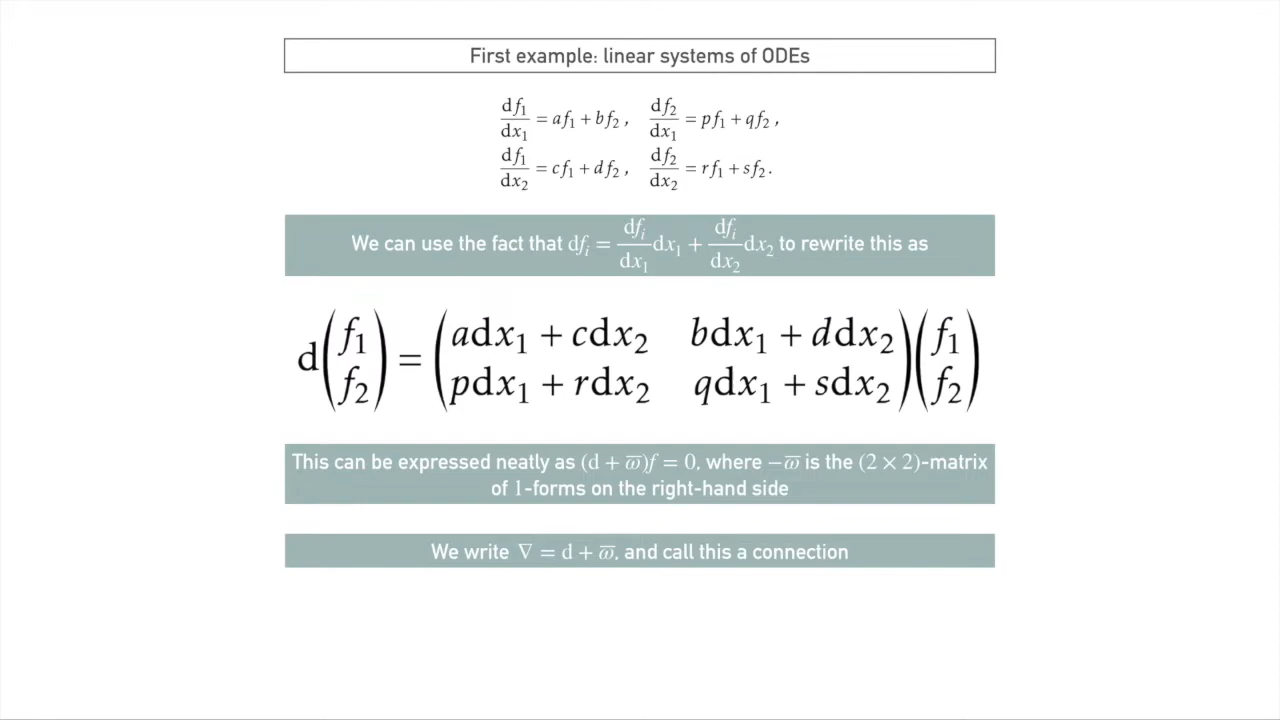 First example: linear systems of ODEs
df₁/dx₁ = af₁ + bf₂ , df₂/dx₁ = pf₁ + qf₂ ,
df₁/dx₂ = cf₁ + df₂ , df₂/dx₂ = rf₁ + sf₂ .
We can use the fact that dfᵢ = dfᵢ/dx₁ dx₁ + dfᵢ/dx₂ dx₂ to rewrite this as
d(f₁ f₂) = (adx₁ + cdx₂ bdx₁ + ddx₂ pdx₁ + rdx₂ qdx₁ + sdx₂)(f₁ f₂)
This can be expressed neatly as (d + ϖ)f = 0, where −ϖ is the (2 × 2)-matrix
of 1-forms on the right-hand side
We write ∇ = d + ϖ, and call this a connection